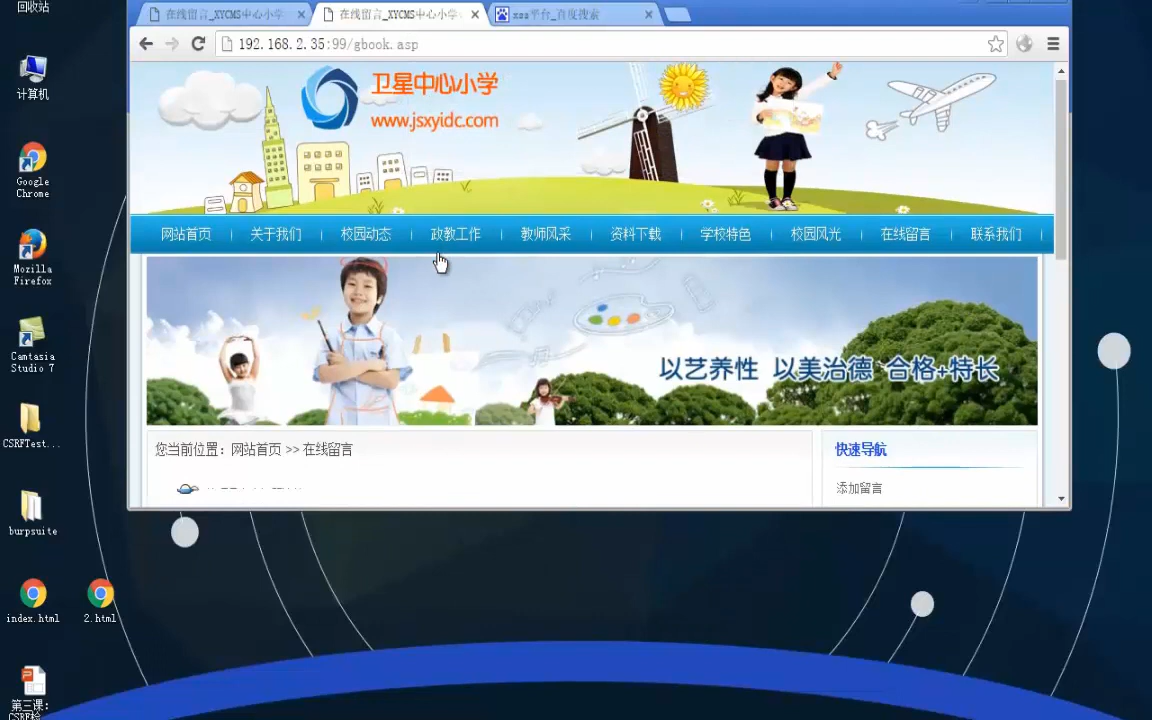 回收站
计算机
Google
Chrome
Mozilla
Firefox
Camtasia
Studio 7
CSRFTest...
burpsuite
index.html
2.html
第三课:
在线留言_XYCMS中心小学
在线留言_XYCMS中心小学
xss平台_百度搜索
192.168.2.35:99/gbook.asp
卫星中心小学
www.jsxyidc.com
网站首页
关于我们
校园动态
政教工作
教师风采
资料下载
学校特色
校园风光
在线留言
联系我们
以艺养性 以美治德 合格+特长
您当前位置：网站首页 >> 在线留言
快速导航
添加留言